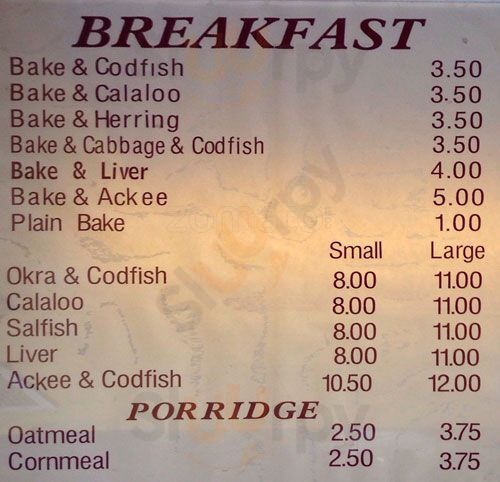 BREAKFAST
Bake & Codfish 3.50
Bake & Calaloo 3.50
Bake & Herring 3.50
Bake & Cabbage & Codfish 3.50
Bake & Liver 4.00
Bake & Ackee 5.00
Plain Bake 1.00
Small Large
Okra & Codfish 8.00 11.00
Calaloo 8.00 11.00
Salfish 8.00 11.00
Liver 8.00 11.00
Ackee & Codfish 10.50 12.00
PORRIDGE
Oatmeal 2.50 3.75
Cornmeal 2.50 3.75